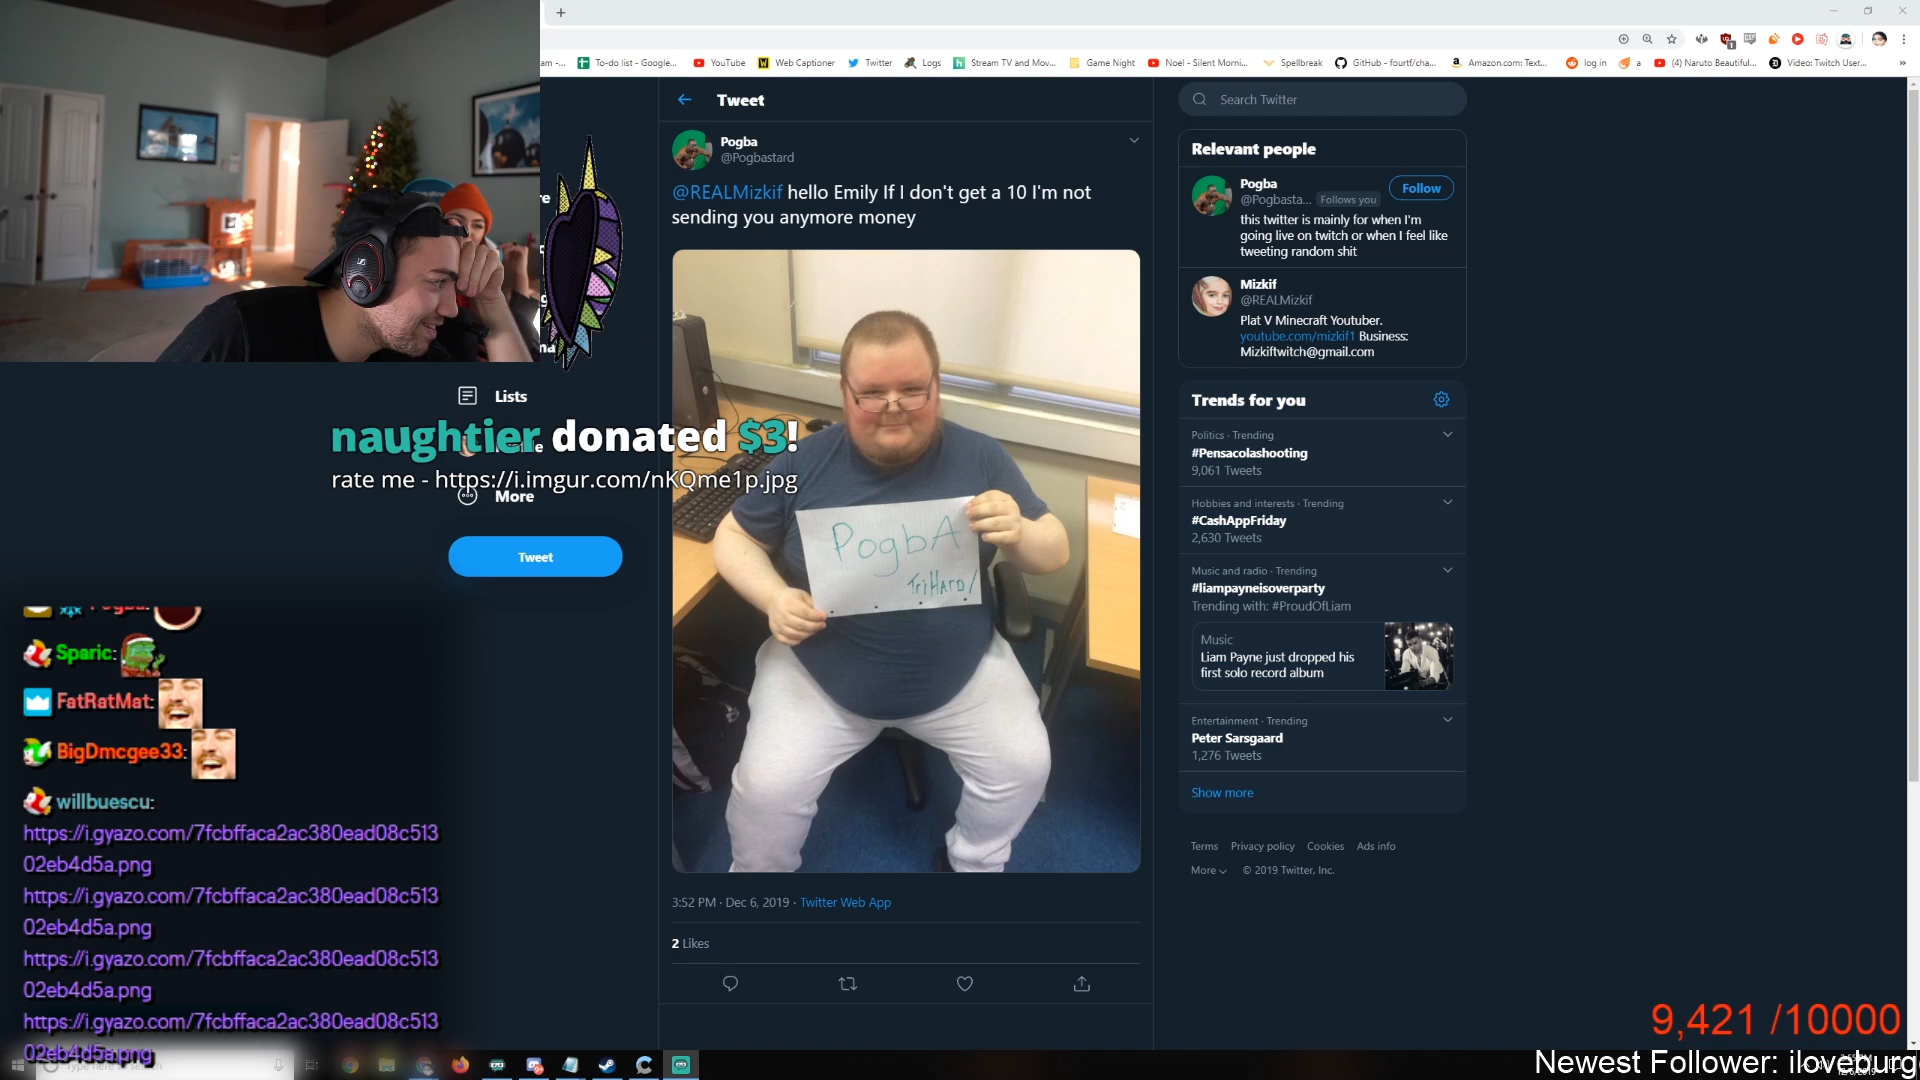 To-do list - Google...
YouTube
Web Captioner
Twitter
Logs
Stream TV and Mov...
Game Night
Noel - Silent Morni...
Spellbreak
GitHub - fourtf/cha...
Amazon.com: Text...
log in
a
(4) Naruto Beautiful...
Video: Twitch User...
Tweet
Pogba
@Pogbastard
@REALMizkif hello Emily If I don't get a 10 I'm not
sending you anymore money
PogbA
TriHard/
3:52 PM · Dec 6, 2019 · Twitter Web App
2 Likes
Search Twitter
Relevant people
Pogba
@Pogbasta... Follows you
Follow
this twitter is mainly for when I'm
going live on twitch or when I feel like
tweeting random shit
Mizkif
@REALMizkif
Plat V Minecraft Youtuber.
youtube.com/mizkif1 Business:
Mizkiftwitch@gmail.com
Trends for you
Politics · Trending
#Pensacolashooting
9,061 Tweets
Hobbies and interests · Trending
#CashAppFriday
2,630 Tweets
Music and radio · Trending
#liampayneisoverparty
Trending with: #ProudOfLiam
Music
Liam Payne just dropped his
first solo record album
Entertainment · Trending
Peter Sarsgaard
1,276 Tweets
Show more
Terms Privacy policy Cookies Ads info
More © 2019 Twitter, Inc.
Lists
naughtier donated $3!
rate me - https://i.imgur.com/nKQme1p.jpg
More
Tweet
Pogba:
Sparic:
FatRatMat:
BigDmcgee33:
willbuescu:
https://i.gyazo.com/7fcbffaca2ac380ead08c513
02eb4d5a.png
https://i.gyazo.com/7fcbffaca2ac380ead08c513
02eb4d5a.png
https://i.gyazo.com/7fcbffaca2ac380ead08c513
02eb4d5a.png
https://i.gyazo.com/7fcbffaca2ac380ead08c513
02eb4d5a.png
9,421 /10000
Newest Follower: iloveburg